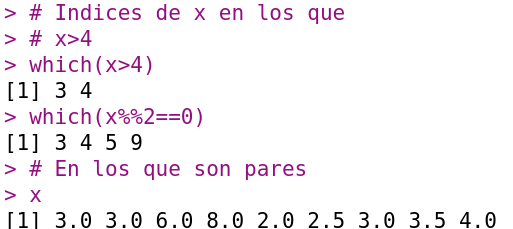 > # Indices de x en los que
> # x>4
> which(x>4)
[1] 3 4
> which(x%%2==0)
[1] 3 4 5 9
> # En los que son pares
> x
[1] 3.0 3.0 6.0 8.0 2.0 2.5 3.0 3.5 4.0